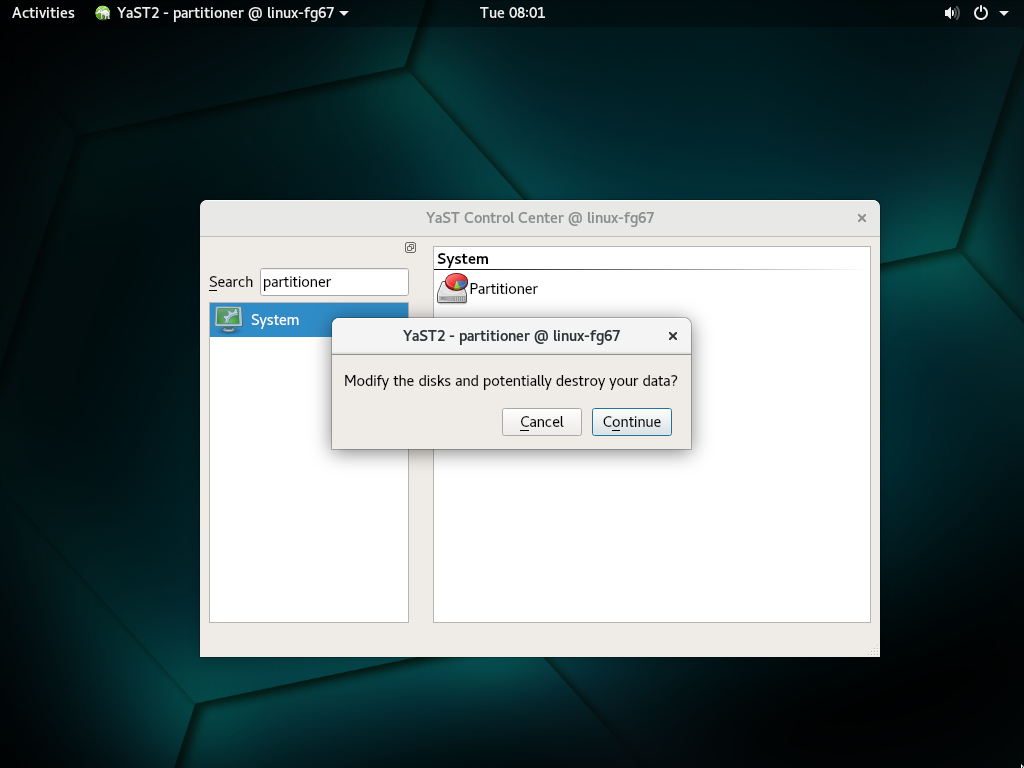 Activities YaST2 - partitioner @ linux-fg67 Tue 08:01
YaST Control Center @ linux-fg67
Search partitioner
System
System
Partitioner
YaST2 - partitioner @ linux-fg67
Modify the disks and potentially destroy your data?
Cancel Continue